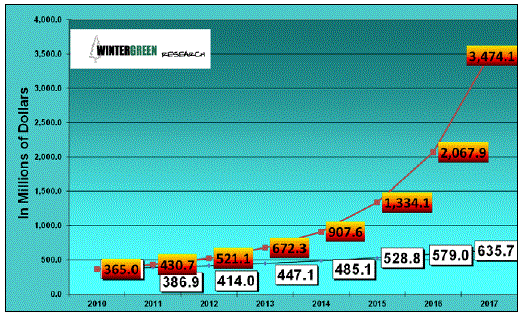 4,000.0
WINTERGREEN RESEARCH
3,500.0
3,474.1
3,000.0
2,500.0
In Millions of Dollars
2,067.9
2,000.0
1,500.0
1,334.1
1,000.0
907.6
672.3
500.0
365.0 430.7 521.1
386.9 414.0 447.1 485.1 528.8 579.0 635.7
0.0
2010 2011 2012 2013 2014 2015 2016 2017